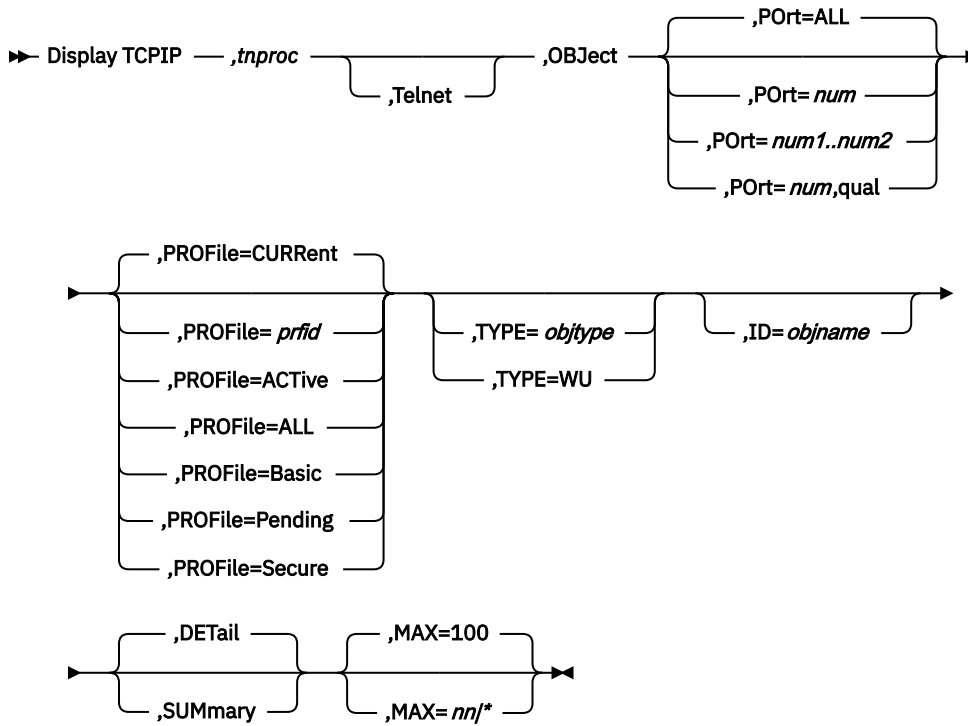 ,POrt=ALL
Display TCPIP ,tnproc ,OBJect
,Telnet
,POrt= num
,POrt= num1..num2
,POrt= num,qual
,PROFile=CURRent
,PROFile= prfid
,PROFile=ACTive
,PROFile=ALL
,PROFile=Basic
,PROFile=Pending
,PROFile=Secure
,TYPE= objtype
,TYPE=WU
,ID= objname
,DETail
,SUMmary
,MAX=100
,MAX= nn/*